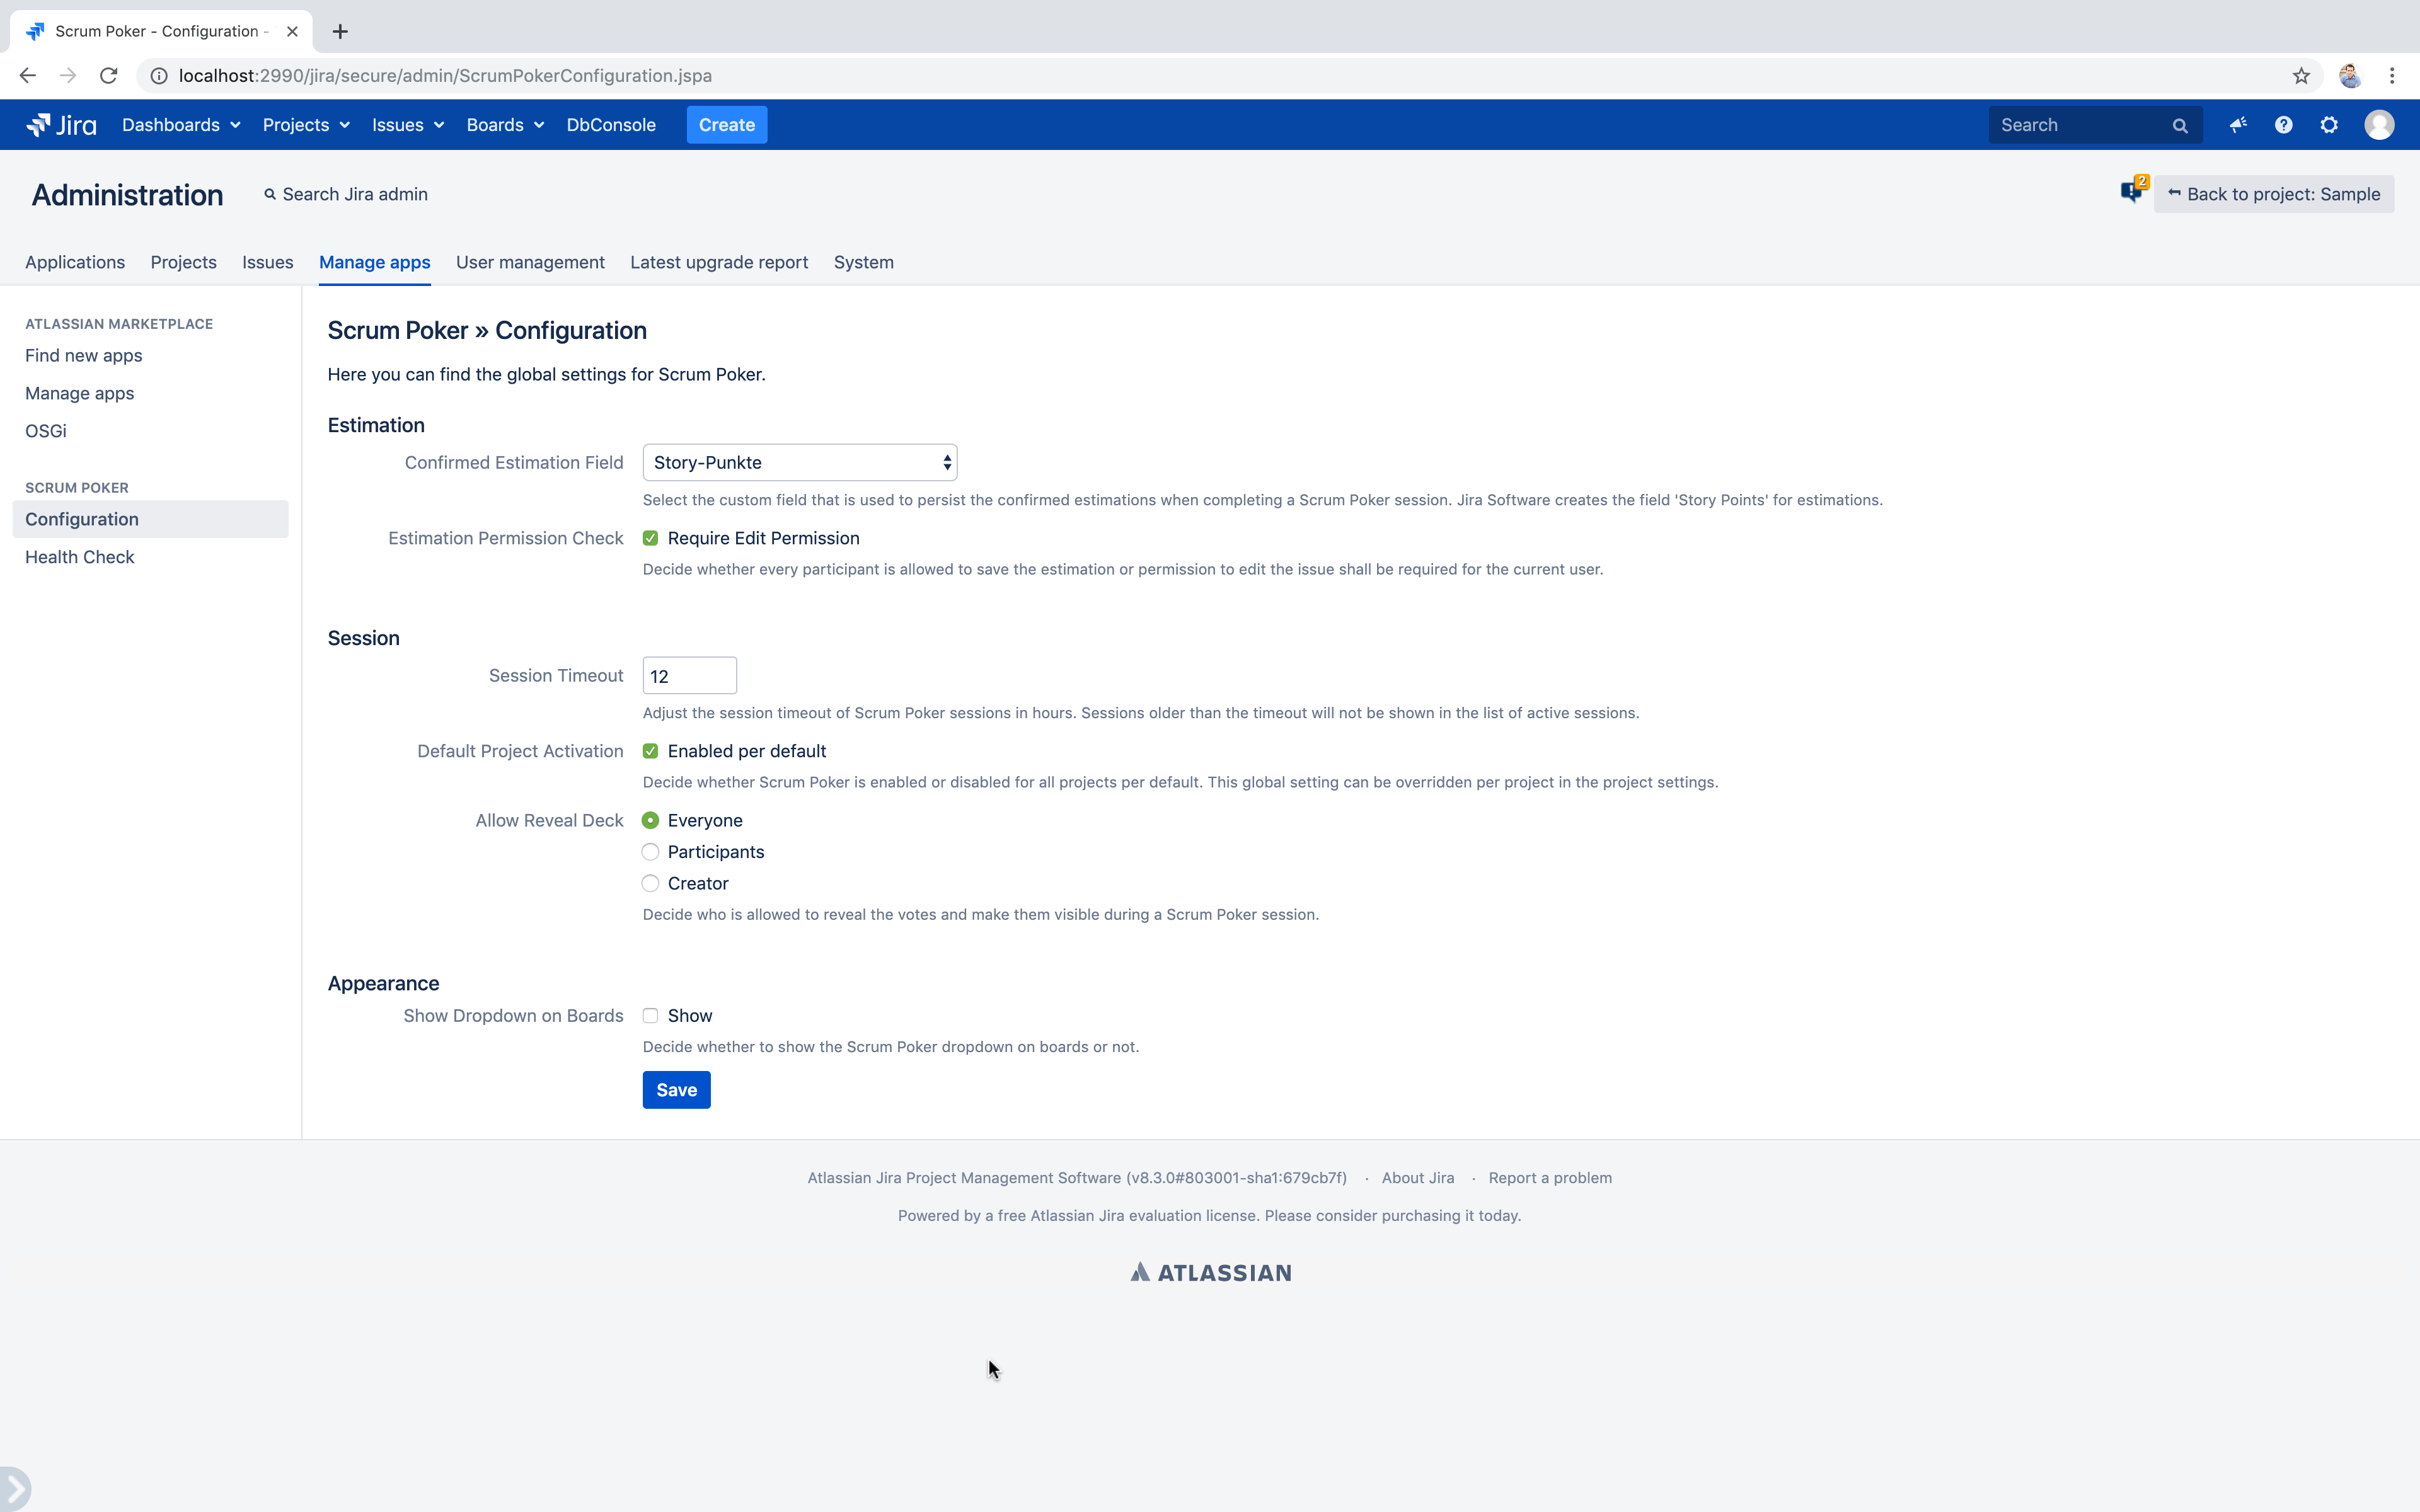 Scrum Poker - Configuration -
localhost:2990/jira/secure/admin/ScrumPokerConfiguration.jspa
Jira Dashboards Projects Issues Boards DbConsole Create Search
Administration Search Jira admin 2 Back to project: Sample
Applications Projects Issues Manage apps User management Latest upgrade report System
ATLASSIAN MARKETPLACE
Find new apps
Manage apps
OSGi
SCRUM POKER
Configuration
Health Check
Scrum Poker » Configuration
Here you can find the global settings for Scrum Poker.
Estimation
Confirmed Estimation Field Story-Punkte
Select the custom field that is used to persist the confirmed estimations when completing a Scrum Poker session. Jira Software creates the field 'Story Points' for estimations.
Estimation Permission Check Require Edit Permission
Decide whether every participant is allowed to save the estimation or permission to edit the issue shall be required for the current user.
Session
Session Timeout 12
Adjust the session timeout of Scrum Poker sessions in hours. Sessions older than the timeout will not be shown in the list of active sessions.
Default Project Activation Enabled per default
Decide whether Scrum Poker is enabled or disabled for all projects per default. This global setting can be overridden per project in the project settings.
Allow Reveal Deck Everyone
Participants
Creator
Decide who is allowed to reveal the votes and make them visible during a Scrum Poker session.
Appearance
Show Dropdown on Boards Show
Decide whether to show the Scrum Poker dropdown on boards or not.
Save
Atlassian Jira Project Management Software (v8.3.0#803001-sha1:679cb7f) · About Jira · Report a problem
Powered by a free Atlassian Jira evaluation license. Please consider purchasing it today.
ATLASSIAN